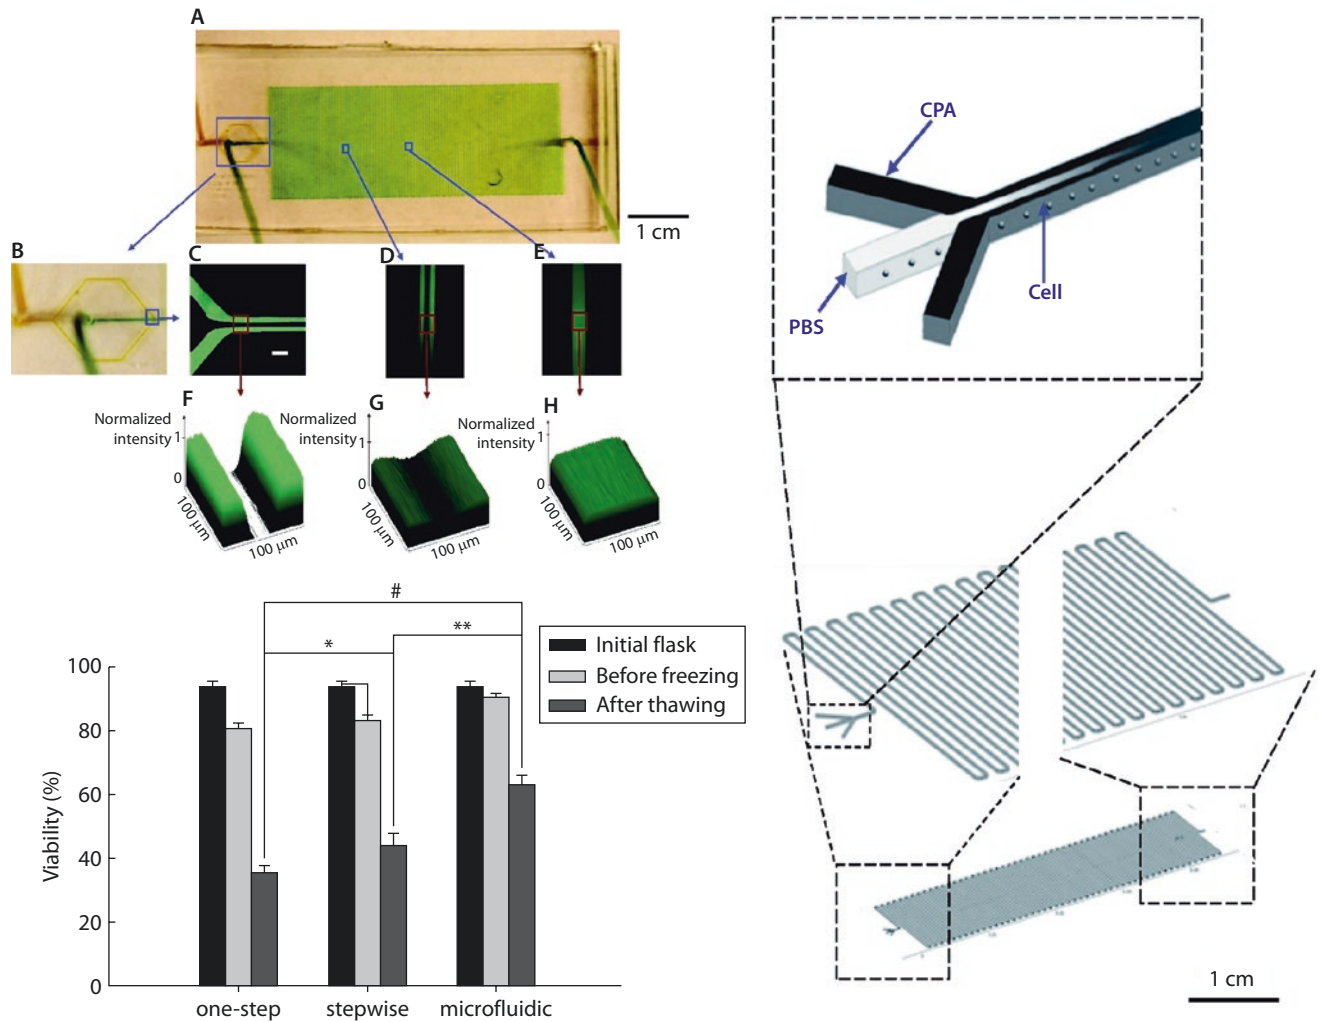 A
1 cm
B
C
D
E
F
Normalized
intensity
1
0
100 μm
100 μm
G
Normalized
intensity
1
0
100 μm
100 μm
H
Normalized
intensity
1
0
100 μm
100 μm
CPA
PBS
Cell
#
*
**
Initial flask
Before freezing
After thawing
Viability (%)
100
80
60
40
20
0
one-step
stepwise
microfluidic
1 cm